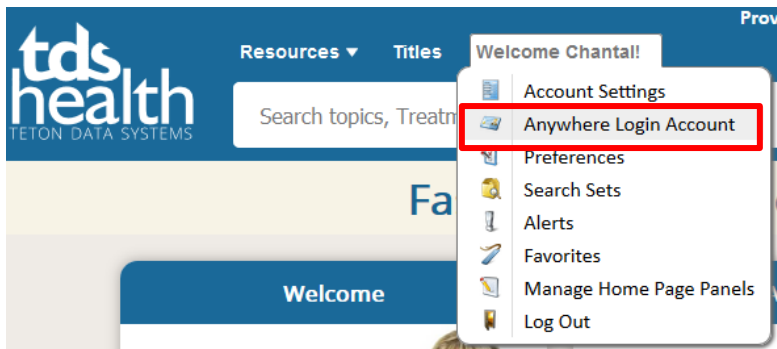 Prov
tds
health
TETON DATA SYSTEMS
Resources ▾ Titles Welcome Chantal!
Search topics, Treatm
Account Settings
Anywhere Login Account
Preferences
Search Sets
Alerts
Favorites
Manage Home Page Panels
Log Out
Fa
Welcome